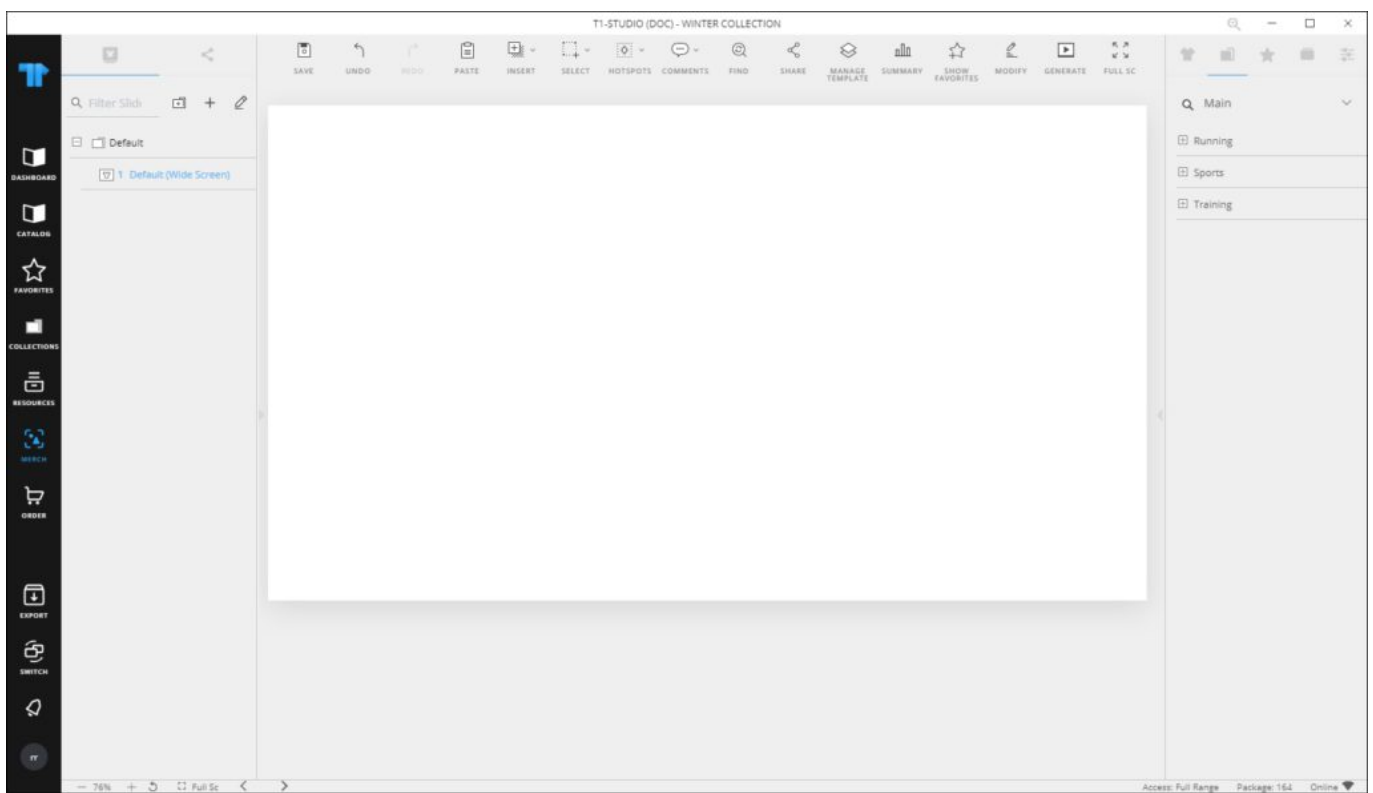 T1-STUDIO (DOC) - WINTER COLLECTION
SAVE
UNDO
REDO
PASTE
INSERT
SELECT
HOTSPOTS
COMMENTS
FIND
SHARE
MANAGE
TEMPLATE
SUMMARY
SHOW
FAVORITES
MODIFY
GENERATE
FULL SC
DASHBOARD
CATALOG
FAVORITES
COLLECTIONS
RESOURCES
MERCH
ORDER
EXPORT
SWITCH
Filter Slid
Default
1 Default (Wide Screen)
Main
Running
Sports
Training
76%
Full Sc
Access: Full Range
Package: 164
Online